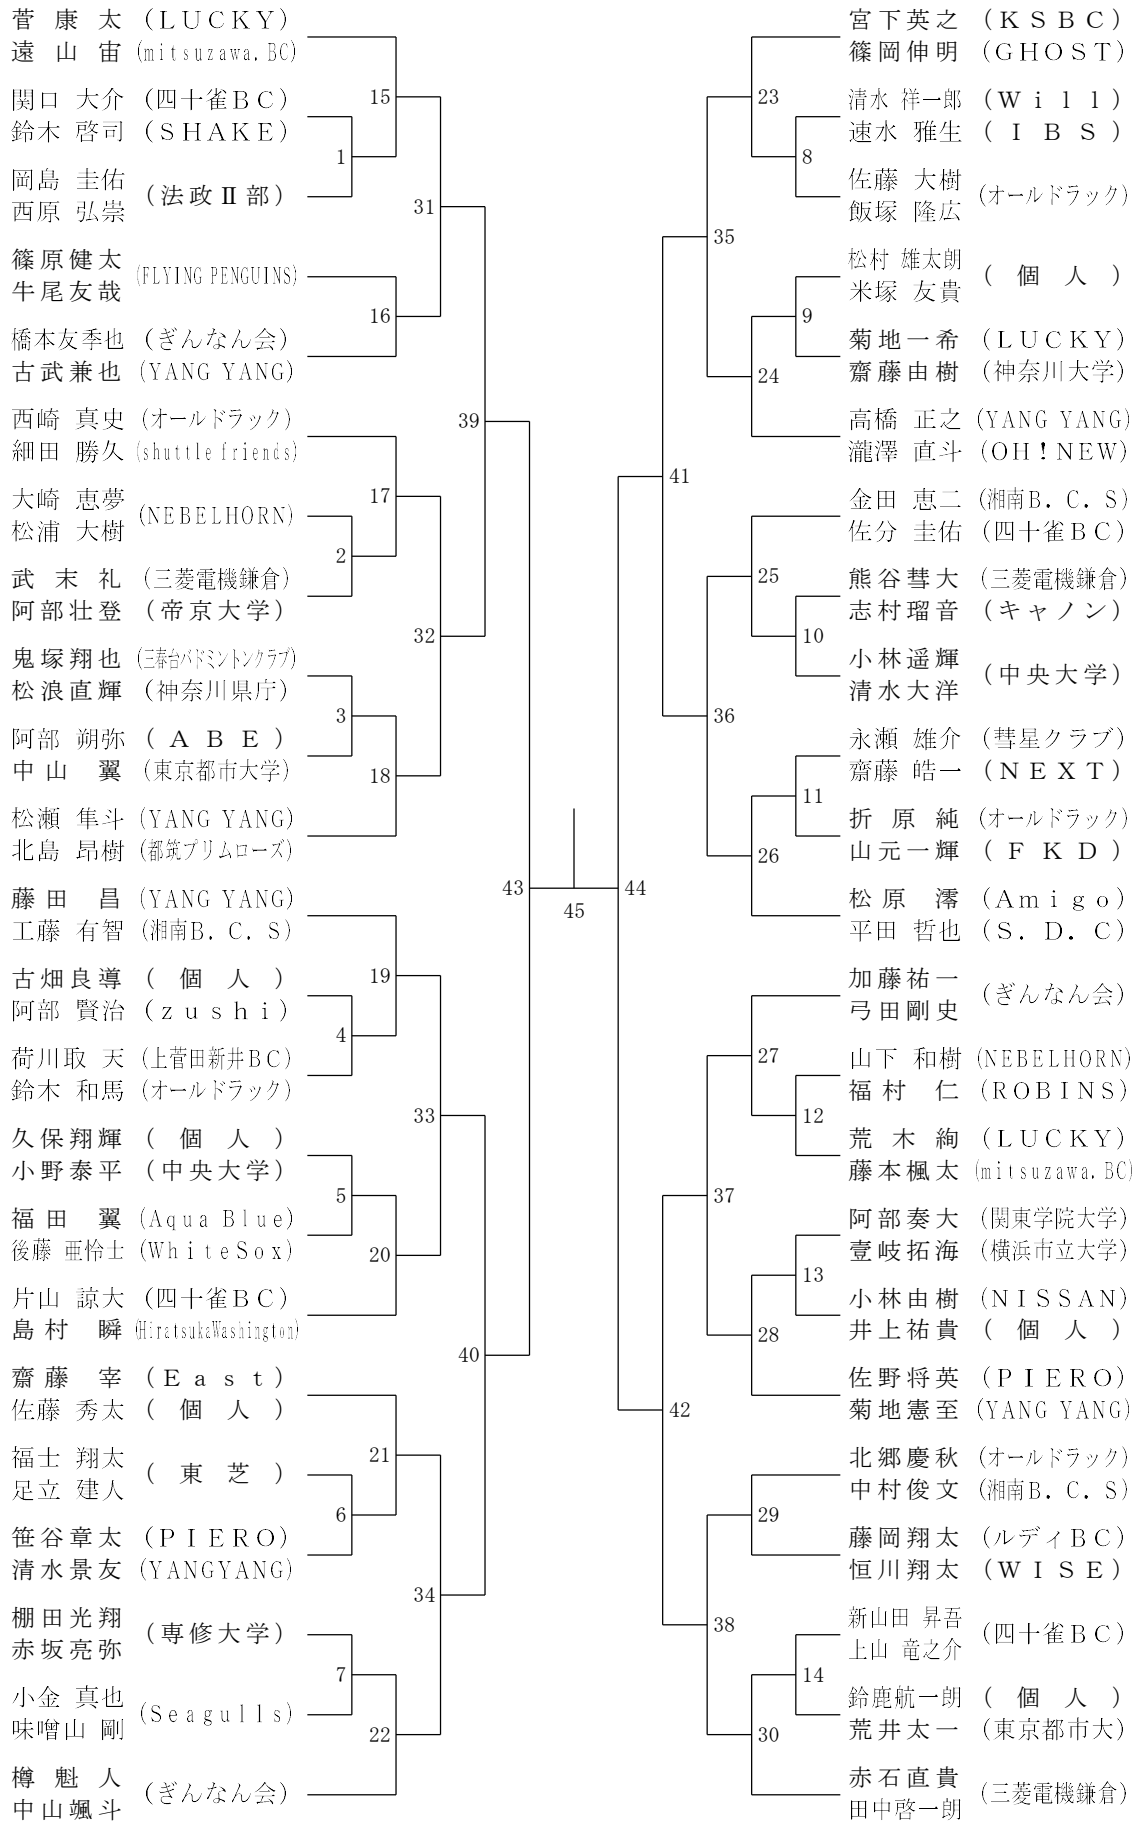 菅康太 (LUCKY)
遠山宙 (mitsuzawa.BC)
15
関口 大介 (四十雀BC)
鈴木 啓司 (SHAKE)
1
岡島 圭佑
西原 弘崇
(法政Ⅱ部)
31
篠原健太
牛尾友哉
(FLYING PENGUINS)
16
橋本友季也 (ぎんなん会)
古武兼也 (YANG YANG)
39
西崎 真史 (オールドラック)
細田 勝久 (shuttle friends)
17
大崎 恵夢
松浦 大樹
(NEBELHORN)
2
武末礼 (三菱電機鎌倉)
阿部壮登 (帝京大学)
32
鬼塚翔也 (三春台バドミントンクラブ)
松浪直輝 (神奈川県庁)
3
阿部 朔弥 (ABE)
中山 翼 (東京都市大学)
18
松瀬 隼斗 (YANG YANG)
北島 昂樹 (都筑プリムローズ)
43
藤田 昌 (YANG YANG)
工藤 有智 (湘南B.C.S)
19
古畑良導 (個人)
阿部 賢治 (zushi)
4
荷川取 天 (上菅田新井BC)
鈴木 和馬 (オールドラック)
33
久保翔輝 (個人)
小野泰平 (中央大学)
5
福田 翼 (Aqua Blue)
後藤 亜怜士 (WhiteSox)
20
片山 諒大 (四十雀BC)
島村 瞬 (HiratsukaWashington)
40
齋藤宰 (East)
佐藤 秀太 (個人)
21
福士 翔太
足立 建人
(東芝)
6
笹谷章太 (PIERO)
清水景友 (YANGYANG)
34
棚田光翔
赤坂亮弥
(専修大学)
7
小金 真也
味噌山 剛
(Seagulls)
22
樽魁人
中山颯斗
(ぎんなん会)
45
宮下英之 (KSBC)
篠岡伸明 (GHOST)
23
清水 祥一郎 (Will)
速水 雅生 (IBS)
8
佐藤 大樹
飯塚 隆広
(オールドラック)
35
松村 雄太朗
米塚 友貴
(個人)
9
菊地一希 (LUCKY)
齋藤由樹 (神奈川大学)
24
高橋 正之 (YANG YANG)
瀧澤 直斗 (OH!NEW)
41
金田 恵二 (湘南B.C.S)
佐分 圭佑 (四十雀BC)
25
熊谷彗大 (三菱電機鎌倉)
志村瑠音 (キャノン)
10
小林遥輝
清水大洋
(中央大学)
36
永瀬 雄介 (彗星クラブ)
齋藤 皓一 (NEXT)
11
折原純 (オールドラック)
山元一輝 (FKD)
26
松原澪 (Amigo)
平田 哲也 (S.D.C)
44
加藤祐一
弓田剛史
(ぎんなん会)
27
山下 和樹 (NEBELHORN)
福村 仁 (ROBINS)
12
荒木絢 (LUCKY)
藤本楓太 (mitsuzawa.BC)
37
阿部奏大 (関東学院大学)
壹岐拓海 (横浜市立大学)
13
小林由樹 (NISSAN)
井上祐貴 (個人)
28
佐野将英 (PIERO)
菊地憲至 (YANG YANG)
42
北郷慶秋 (オールドラック)
中村俊文 (湘南B.C.S)
29
藤岡翔太 (ルディBC)
恒川翔太 (WISE)
38
新山田 昇吾
上山 竜之介
(四十雀BC)
14
鈴鹿航一朗 (個人)
荒井太一 (東京都市大)
30
赤石直貴
田中啓一朗
(三菱電機鎌倉)